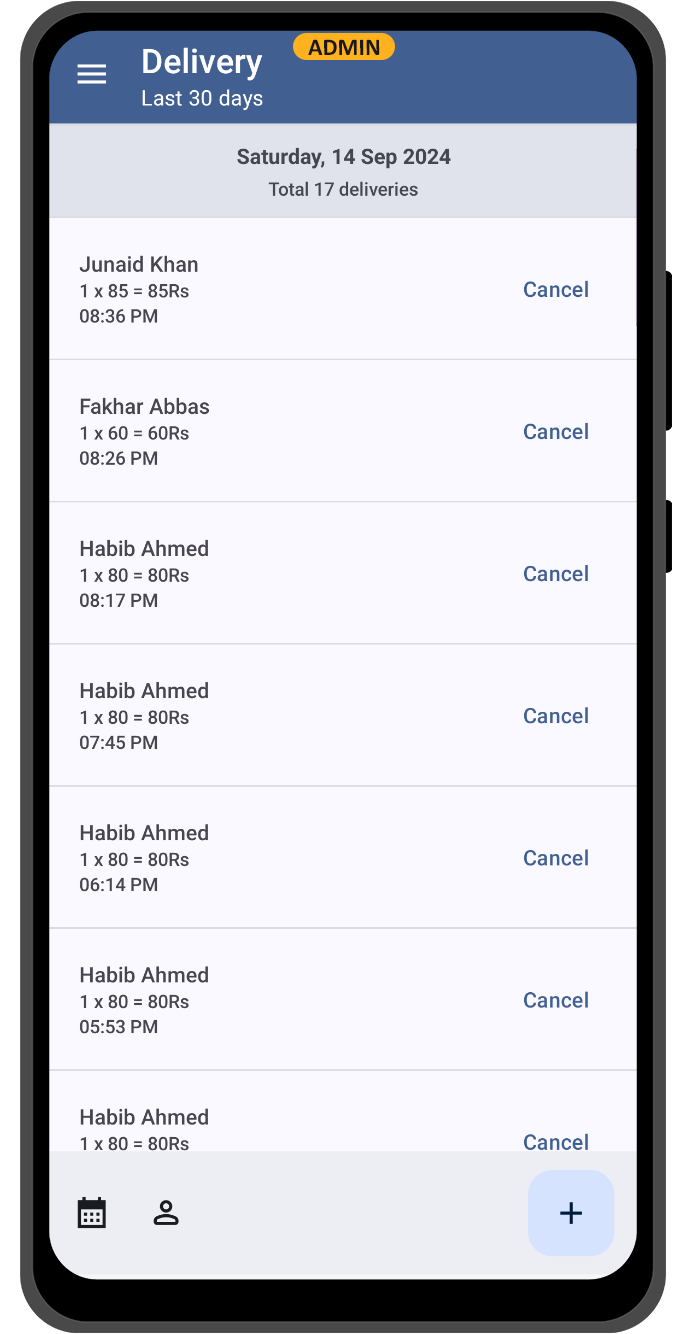 Delivery
ADMIN
Last 30 days
Saturday, 14 Sep 2024
Total 17 deliveries
Junaid Khan
1 x 85 = 85Rs
08:36 PM
Cancel
Fakhar Abbas
1 x 60 = 60Rs
08:26 PM
Cancel
Habib Ahmed
1 x 80 = 80Rs
08:17 PM
Cancel
Habib Ahmed
1 x 80 = 80Rs
07:45 PM
Cancel
Habib Ahmed
1 x 80 = 80Rs
06:14 PM
Cancel
Habib Ahmed
1 x 80 = 80Rs
05:53 PM
Cancel
Habib Ahmed
1 x 80 = 80Rs
Cancel